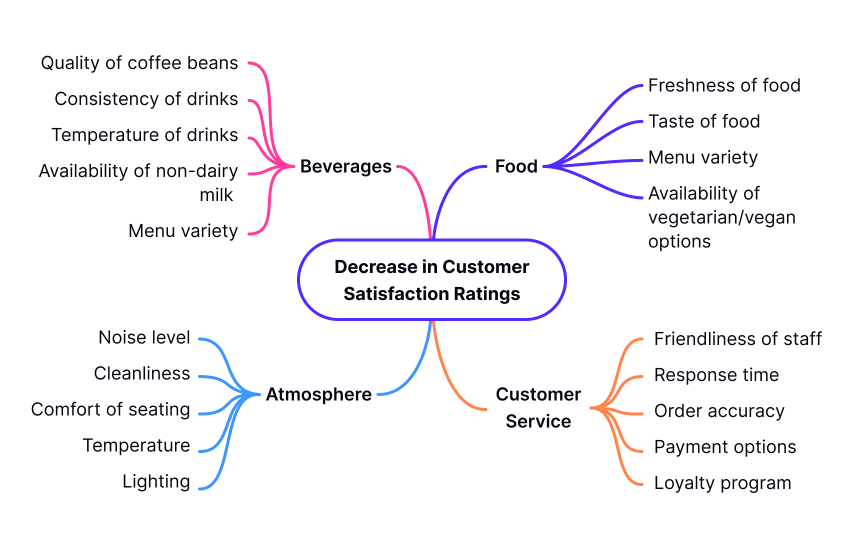 Quality of coffee beans
Consistency of drinks
Temperature of drinks
Availability of non-dairy
milk
Menu variety
Beverages
Food
Freshness of food
Taste of food
Menu variety
Availability of
vegetarian/vegan
options
Decrease in Customer
Satisfaction Ratings
Noise level
Cleanliness
Comfort of seating
Temperature
Lighting
Atmosphere
Customer
Service
Friendliness of staff
Response time
Order accuracy
Payment options
Loyalty program